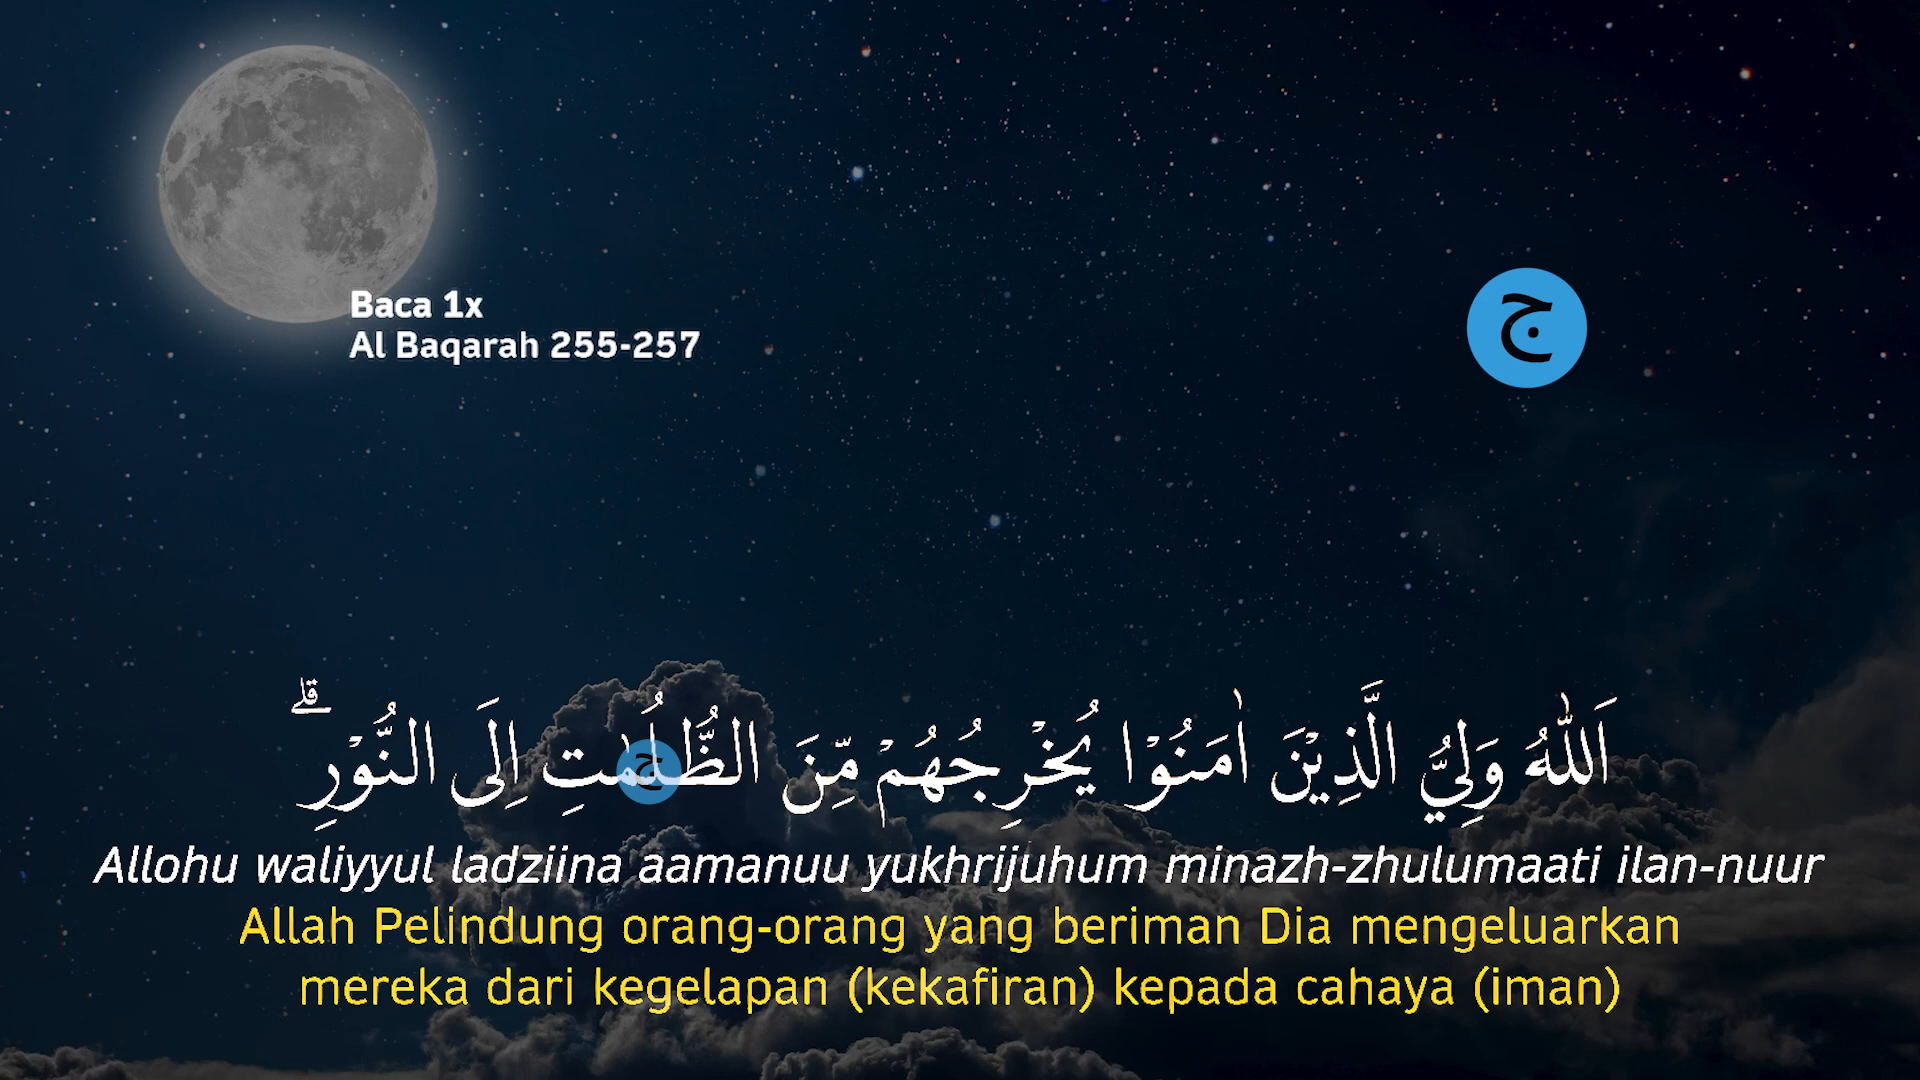 Baca 1x
Al Baqarah 255-257
ج
اَللّٰهُ وَلِيُّ الَّذِيْنَ اٰمَنُوْا يُخْرِجُهُمْ مِّنَ الظُّلُمٰتِ اِلَى النُّوْرِۗ
ج
Allohu waliyyul ladziina aamanuu yukhrijuhum minazh-zhulumaati ilan-nuur
Allah Pelindung orang-orang yang beriman Dia mengeluarkan
mereka dari kegelapan (kekafiran) kepada cahaya (iman)